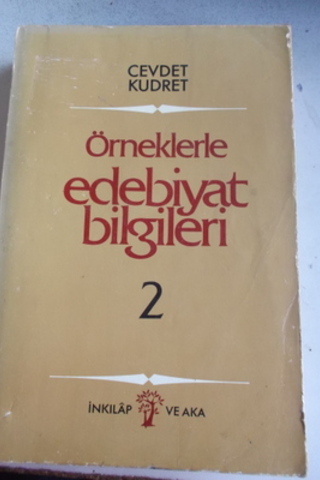 CEVDET
KUDRET
Örneklerle
edebiyat
bilgileri
2
İNKILÂP VE AKA